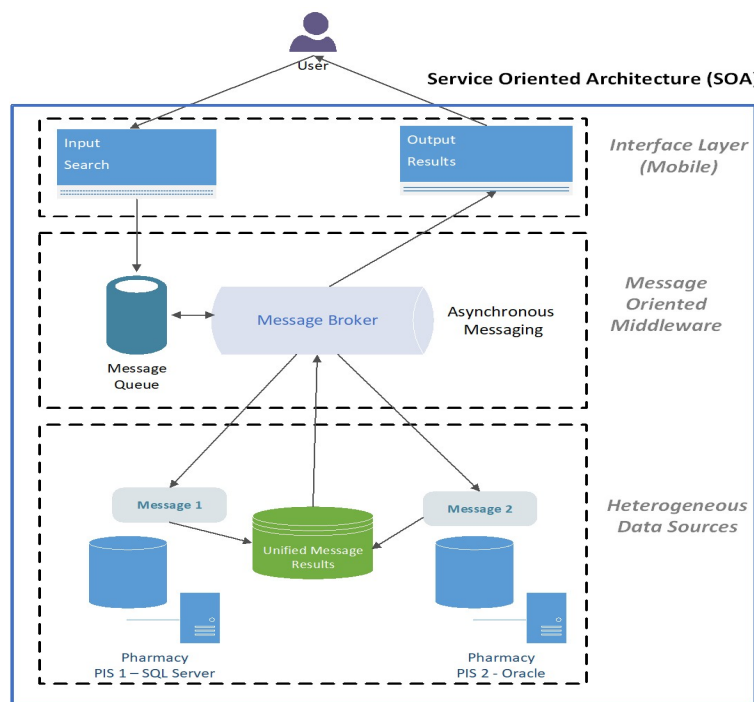 User
Service Oriented Architecture (SOA)
Input
Search
Output
Results
Interface Layer
(Mobile)
Message Broker
Asynchronous
Messaging
Message
Queue
Message
Oriented
Middleware
Message 1
Message 2
Unified Message
Results
Heterogeneous
Data Sources
Pharmacy
PIS 1 – SQL Server
Pharmacy
PIS 2 - Oracle